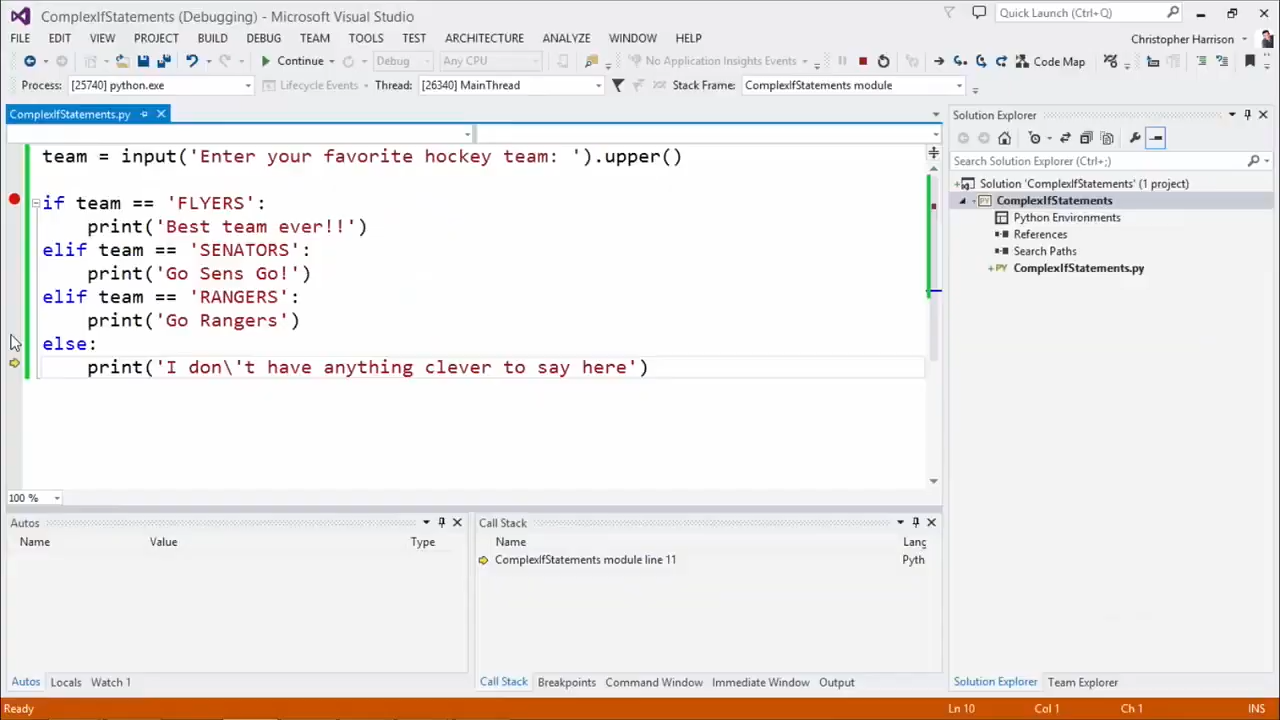 ComplexIfStatements (Debugging) - Microsoft Visual Studio
Quick Launch (Ctrl+Q)
FILE EDIT VIEW PROJECT BUILD DEBUG TEAM TOOLS TEST ARCHITECTURE ANALYZE WINDOW HELP
Christopher Harrison
Continue Debug Any CPU No Application Insights Events Code Map
Process: [25740] python.exe Lifecycle Events Thread: [26340] MainThread Stack Frame: ComplexIfStatements module
ComplexIfStatements.py
team = input('Enter your favorite hockey team: ').upper()
if team == 'FLYERS':
print('Best team ever!!')
elif team == 'SENATORS':
print('Go Sens Go!')
elif team == 'RANGERS':
print('Go Rangers')
else:
print('I don\'t have anything clever to say here')
100 %
Solution Explorer
Search Solution Explorer (Ctrl+;)
Solution 'ComplexIfStatements' (1 project)
PY ComplexIfStatements
Python Environments
References
Search Paths
PY ComplexIfStatements.py
Autos
Name Value Type
Call Stack
Name Lang
ComplexIfStatements module line 11 Pyth
Autos Locals Watch 1
Call Stack Breakpoints Command Window Immediate Window Output
Solution Explorer Team Explorer
Ready Ln 10 Col 1 Ch 1 INS